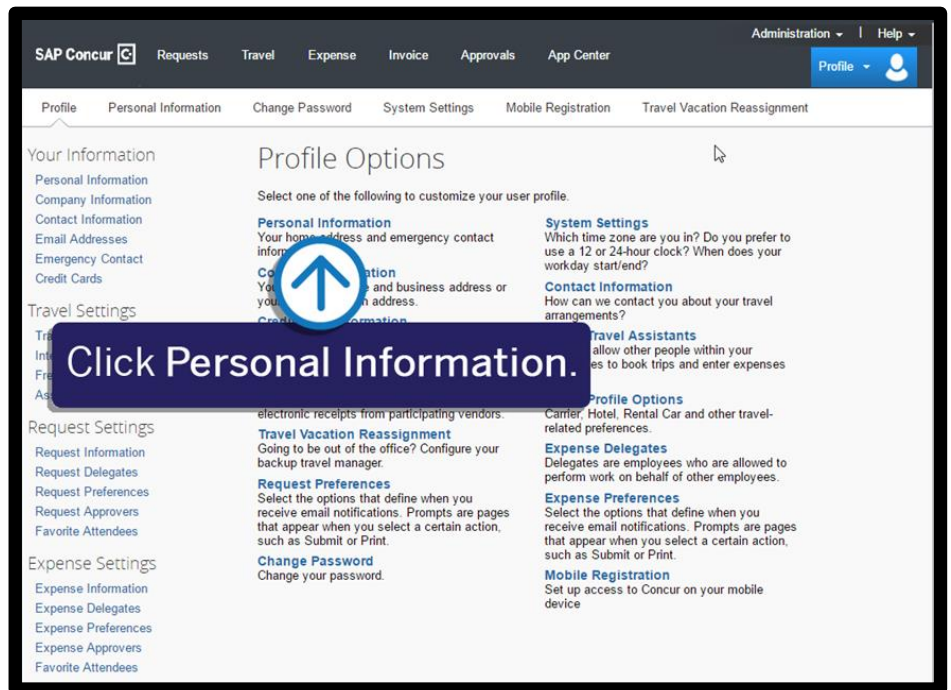 Administration | Help
SAP Concur C Requests Travel Expense Invoice Approvals App Center
Profile
Profile Personal Information Change Password System Settings Mobile Registration Travel Vacation Reassignment
Your Information
Personal Information
Company Information
Contact Information
Email Addresses
Emergency Contact
Credit Cards
Travel Settings
Request Settings
Request Information
Request Delegates
Request Preferences
Request Approvers
Favorite Attendees
Expense Settings
Expense Information
Expense Delegates
Expense Preferences
Expense Approvers
Favorite Attendees
Profile Options
Select one of the following to customize your user profile.
Personal Information
Your home address and emergency contact
and business address or
address.
Click Personal Information.
electronic receipts from participating vendors.
Travel Vacation Reassignment
Going to be out of the office? Configure your
backup travel manager.
Request Preferences
Select the options that define when you
receive email notifications. Prompts are pages
that appear when you select a certain action,
such as Submit or Print.
Change Password
Change your password.
System Settings
Which time zone are you in? Do you prefer to
use a 12 or 24-hour clock? When does your
workday start/end?
Contact Information
How can we contact you about your travel
arrangements?
Travel Assistants
allow other people within your
to book trips and enter expenses
Profile Options
Carrier, Hotel, Rental Car and other travel-
related preferences.
Expense Delegates
Delegates are employees who are allowed to
perform work on behalf of other employees.
Expense Preferences
Select the options that define when you
receive email notifications. Prompts are pages
that appear when you select a certain action,
such as Submit or Print.
Mobile Registration
Set up access to Concur on your mobile
device